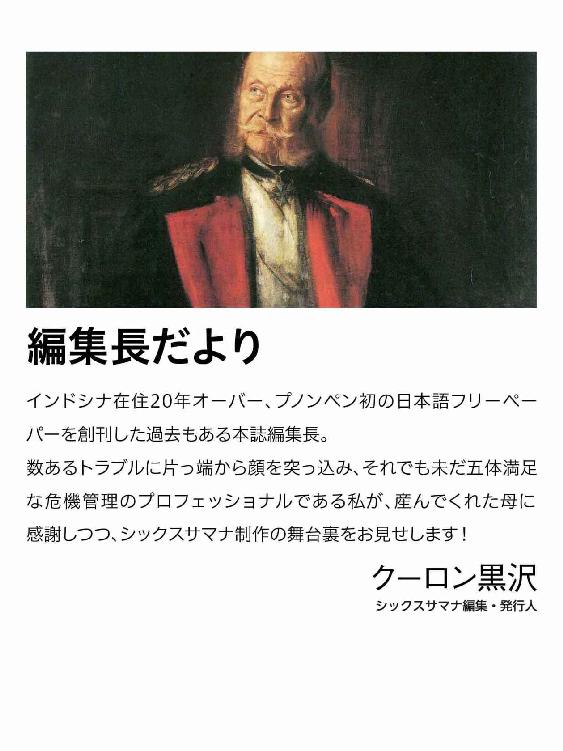 編集長だより
インドシナ在住20年オーバー、プノンペン初の日本語フリーペー
パーを創刊した過去もある本誌編集長。
数あるトラブルに片っ端から顔を突っ込み、それでも未だ五体満足
な危機管理のプロフェッショナルである私が、産んでくれた母に
感謝しつつ、シックスサマナ制作の舞台裏をお見せします！
クーロン黒沢
シックスサマナ編集・発行人